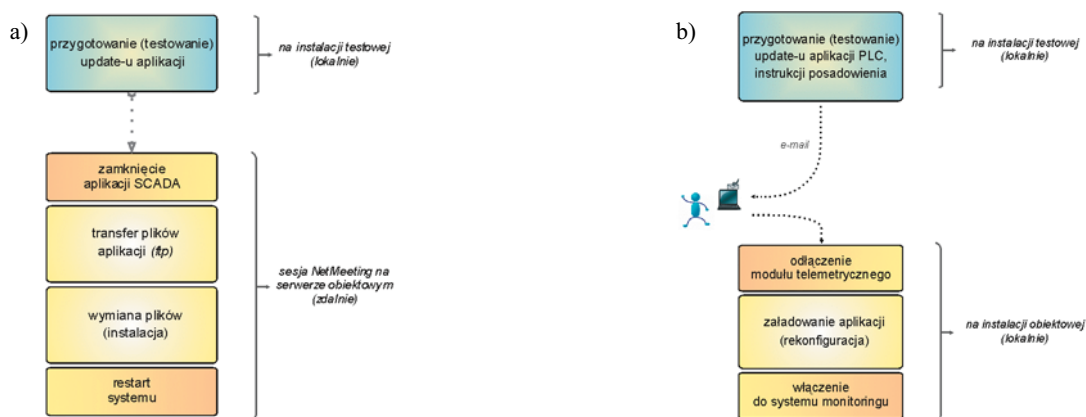 a)
przygotowanie (testowanie)
update-u aplikacji
na instalacji testowej
(lokalnie)
zamknięcie
aplikacji SCADA
transfer plików
aplikacji (ftp)
wymiana plików
(instalacja)
restart
systemu
sesja NetMeeting na
serwerze obiektowym
(zdalnie)
b)
przygotowanie (testowanie)
update-u aplikacji PLC,
instrukcji posadowienia
na instalacji testowej
(lokalnie)
e-mail
odłączenie
modułu telemetrycznego
załadowanie aplikacji
(rekonfiguracja)
włączenie
do systemu monitoringu
na instalacji obiektowej
(lokalnie)